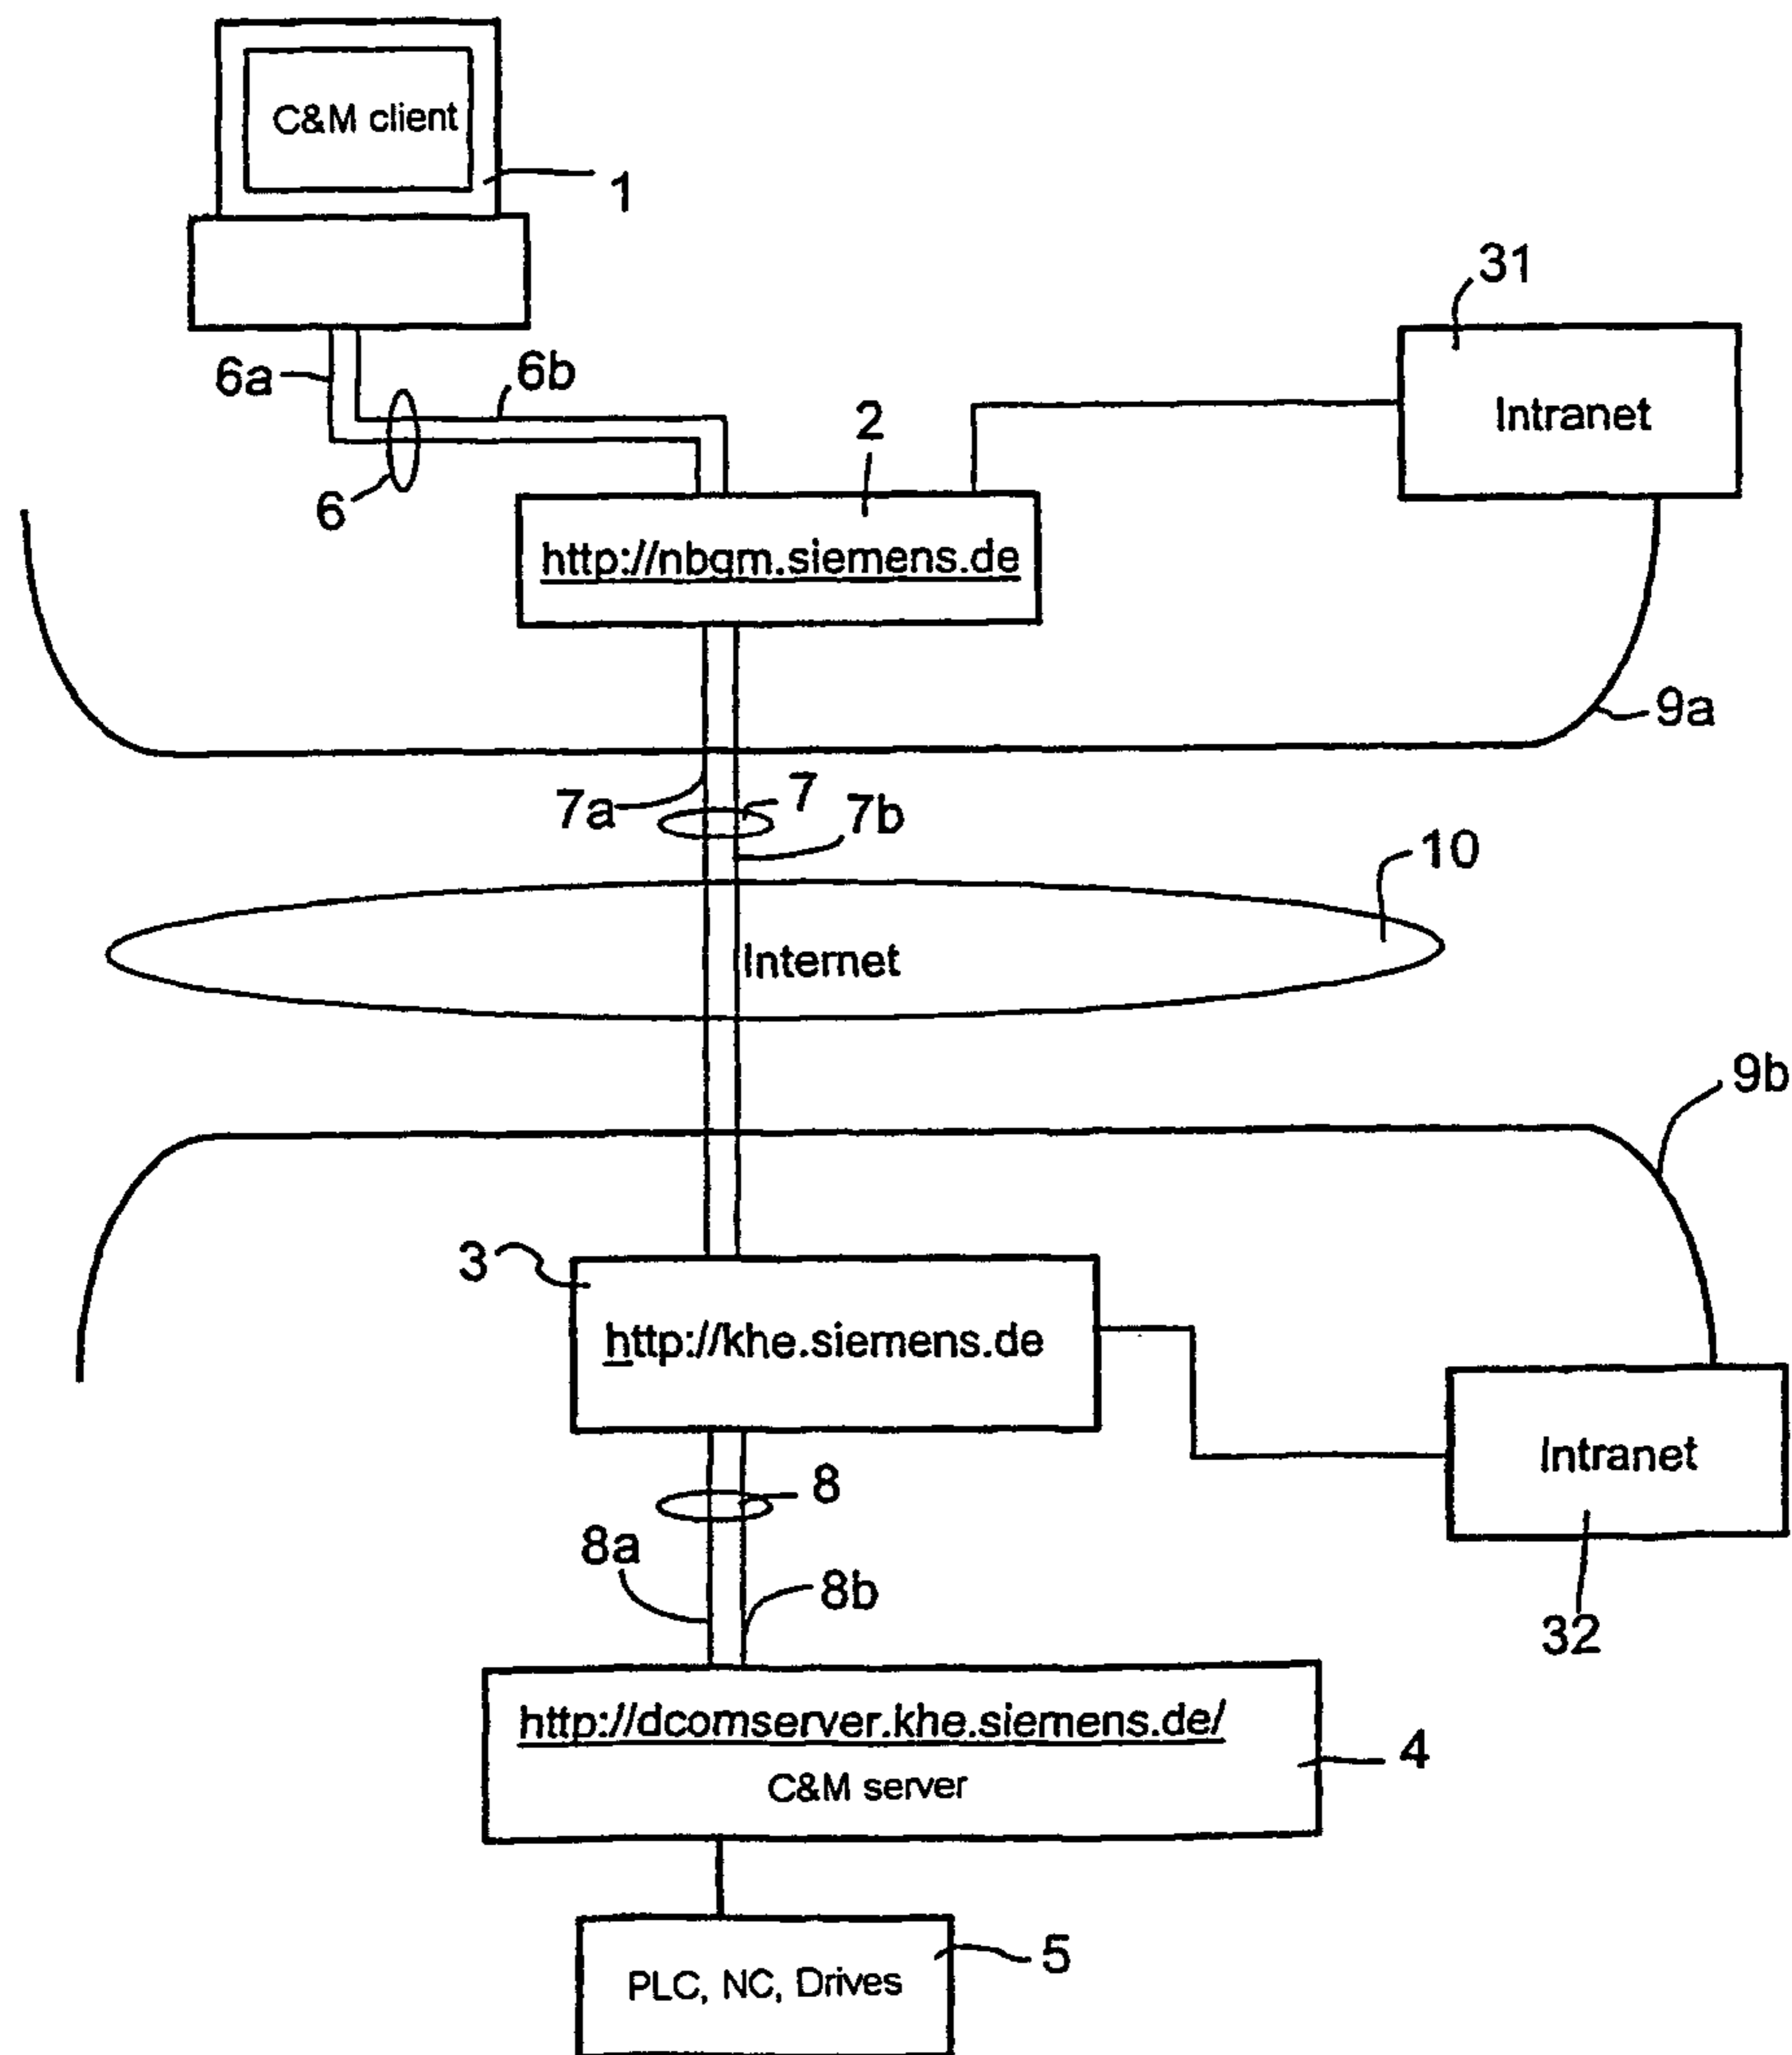 C&M client
1
31
6a
6b
2
Intranet
6
http://nbgm.siemens.de
9a
7a
7
7b
10
Internet
9b
3
http://khe.siemens.de
Intranet
8
8a
8b
32
http://dcomserver.khe.siemens.de/
4
C&M server
5
PLC, NC, Drives